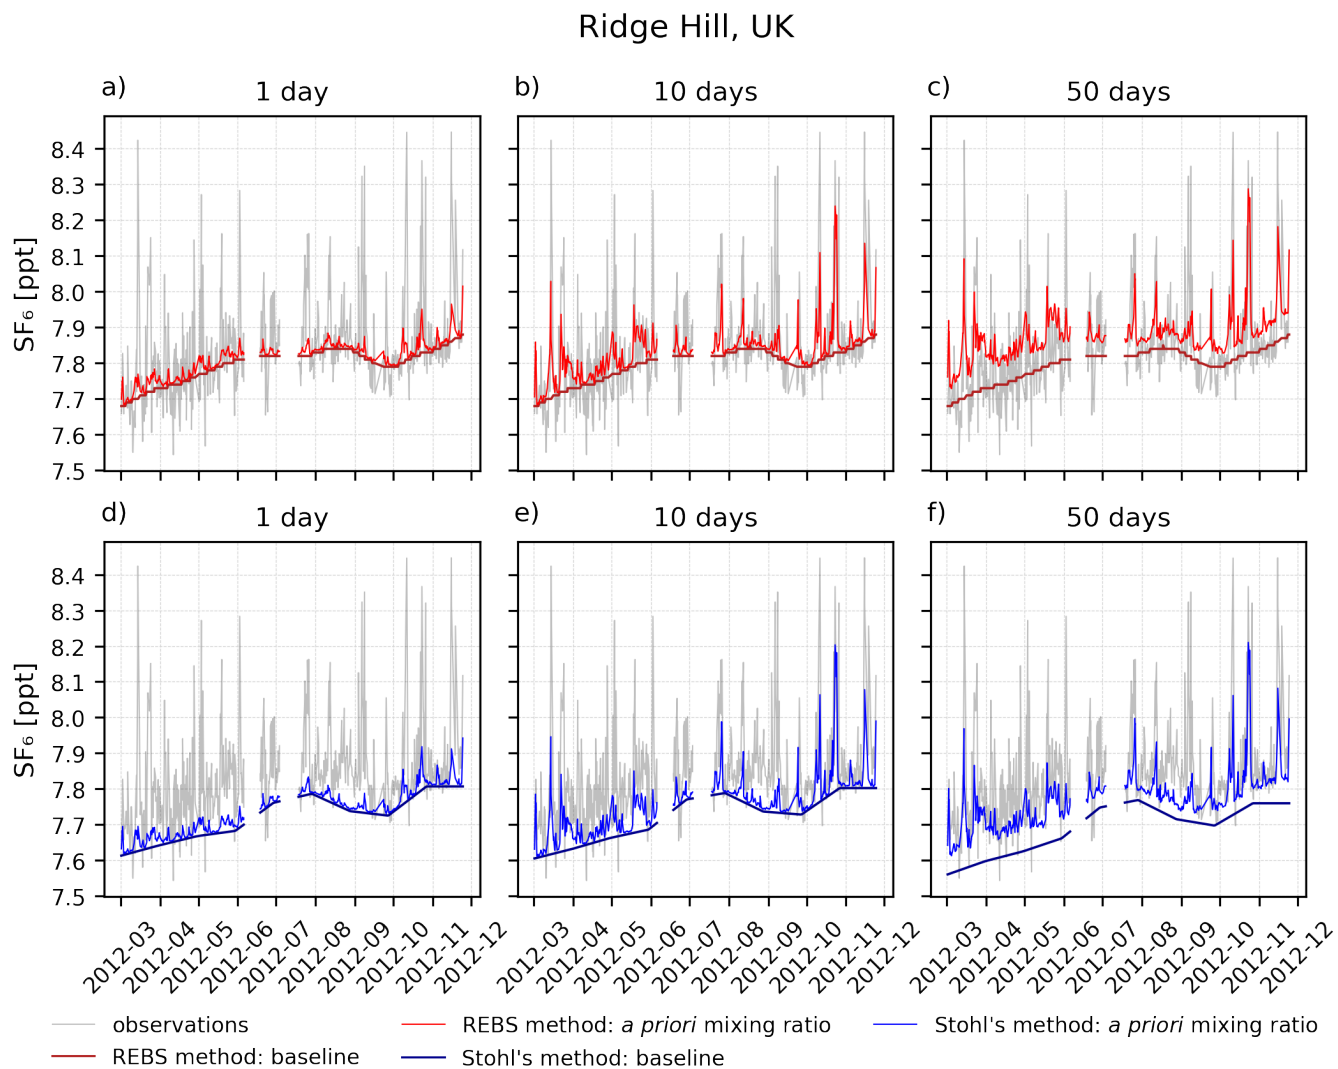 Ridge Hill, UK
a) 1 day
b) 10 days
c) 50 days
SF₆ [ppt]
8.4
8.3
8.2
8.1
8.0
7.9
7.8
7.7
7.6
7.5
d) 1 day
e) 10 days
f) 50 days
SF₆ [ppt]
8.4
8.3
8.2
8.1
8.0
7.9
7.8
7.7
7.6
7.5
2012-03 2012-04 2012-05 2012-06 2012-07 2012-08 2012-09 2012-10 2012-11 2012-12
2012-03 2012-04 2012-05 2012-06 2012-07 2012-08 2012-09 2012-10 2012-11 2012-12
2012-03 2012-04 2012-05 2012-06 2012-07 2012-08 2012-09 2012-10 2012-11 2012-12
observations
REBS method: a priori mixing ratio
Stohl's method: a priori mixing ratio
REBS method: baseline
Stohl's method: baseline